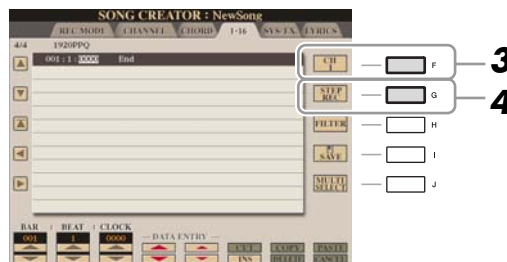 SONG CREATOR : NewSong
REC MODE CHANNEL CHORD 1-16 SYS/EX. LYRICS
4/4 1920PPQ
001 : 1 : 0000 End
CH 1 F 3
STEP REC G 4
FILTER H
SAVE I
MULTI SELECT J
BAR : BEAT : CLOCK DATA ENTRY
001 1 0000 CUT COPY PASTE
INS DELETE CANCEL